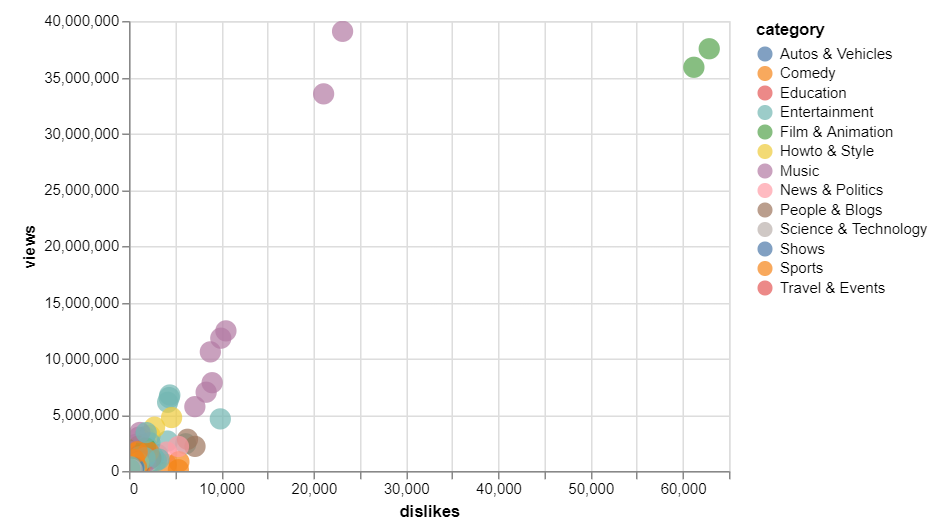 40,000,000
35,000,000
30,000,000
25,000,000
20,000,000
15,000,000
10,000,000
5,000,000
0
views
0 10,000 20,000 30,000 40,000 50,000 60,000
dislikes
category
Autos & Vehicles
Comedy
Education
Entertainment
Film & Animation
Howto & Style
Music
News & Politics
People & Blogs
Science & Technology
Shows
Sports
Travel & Events